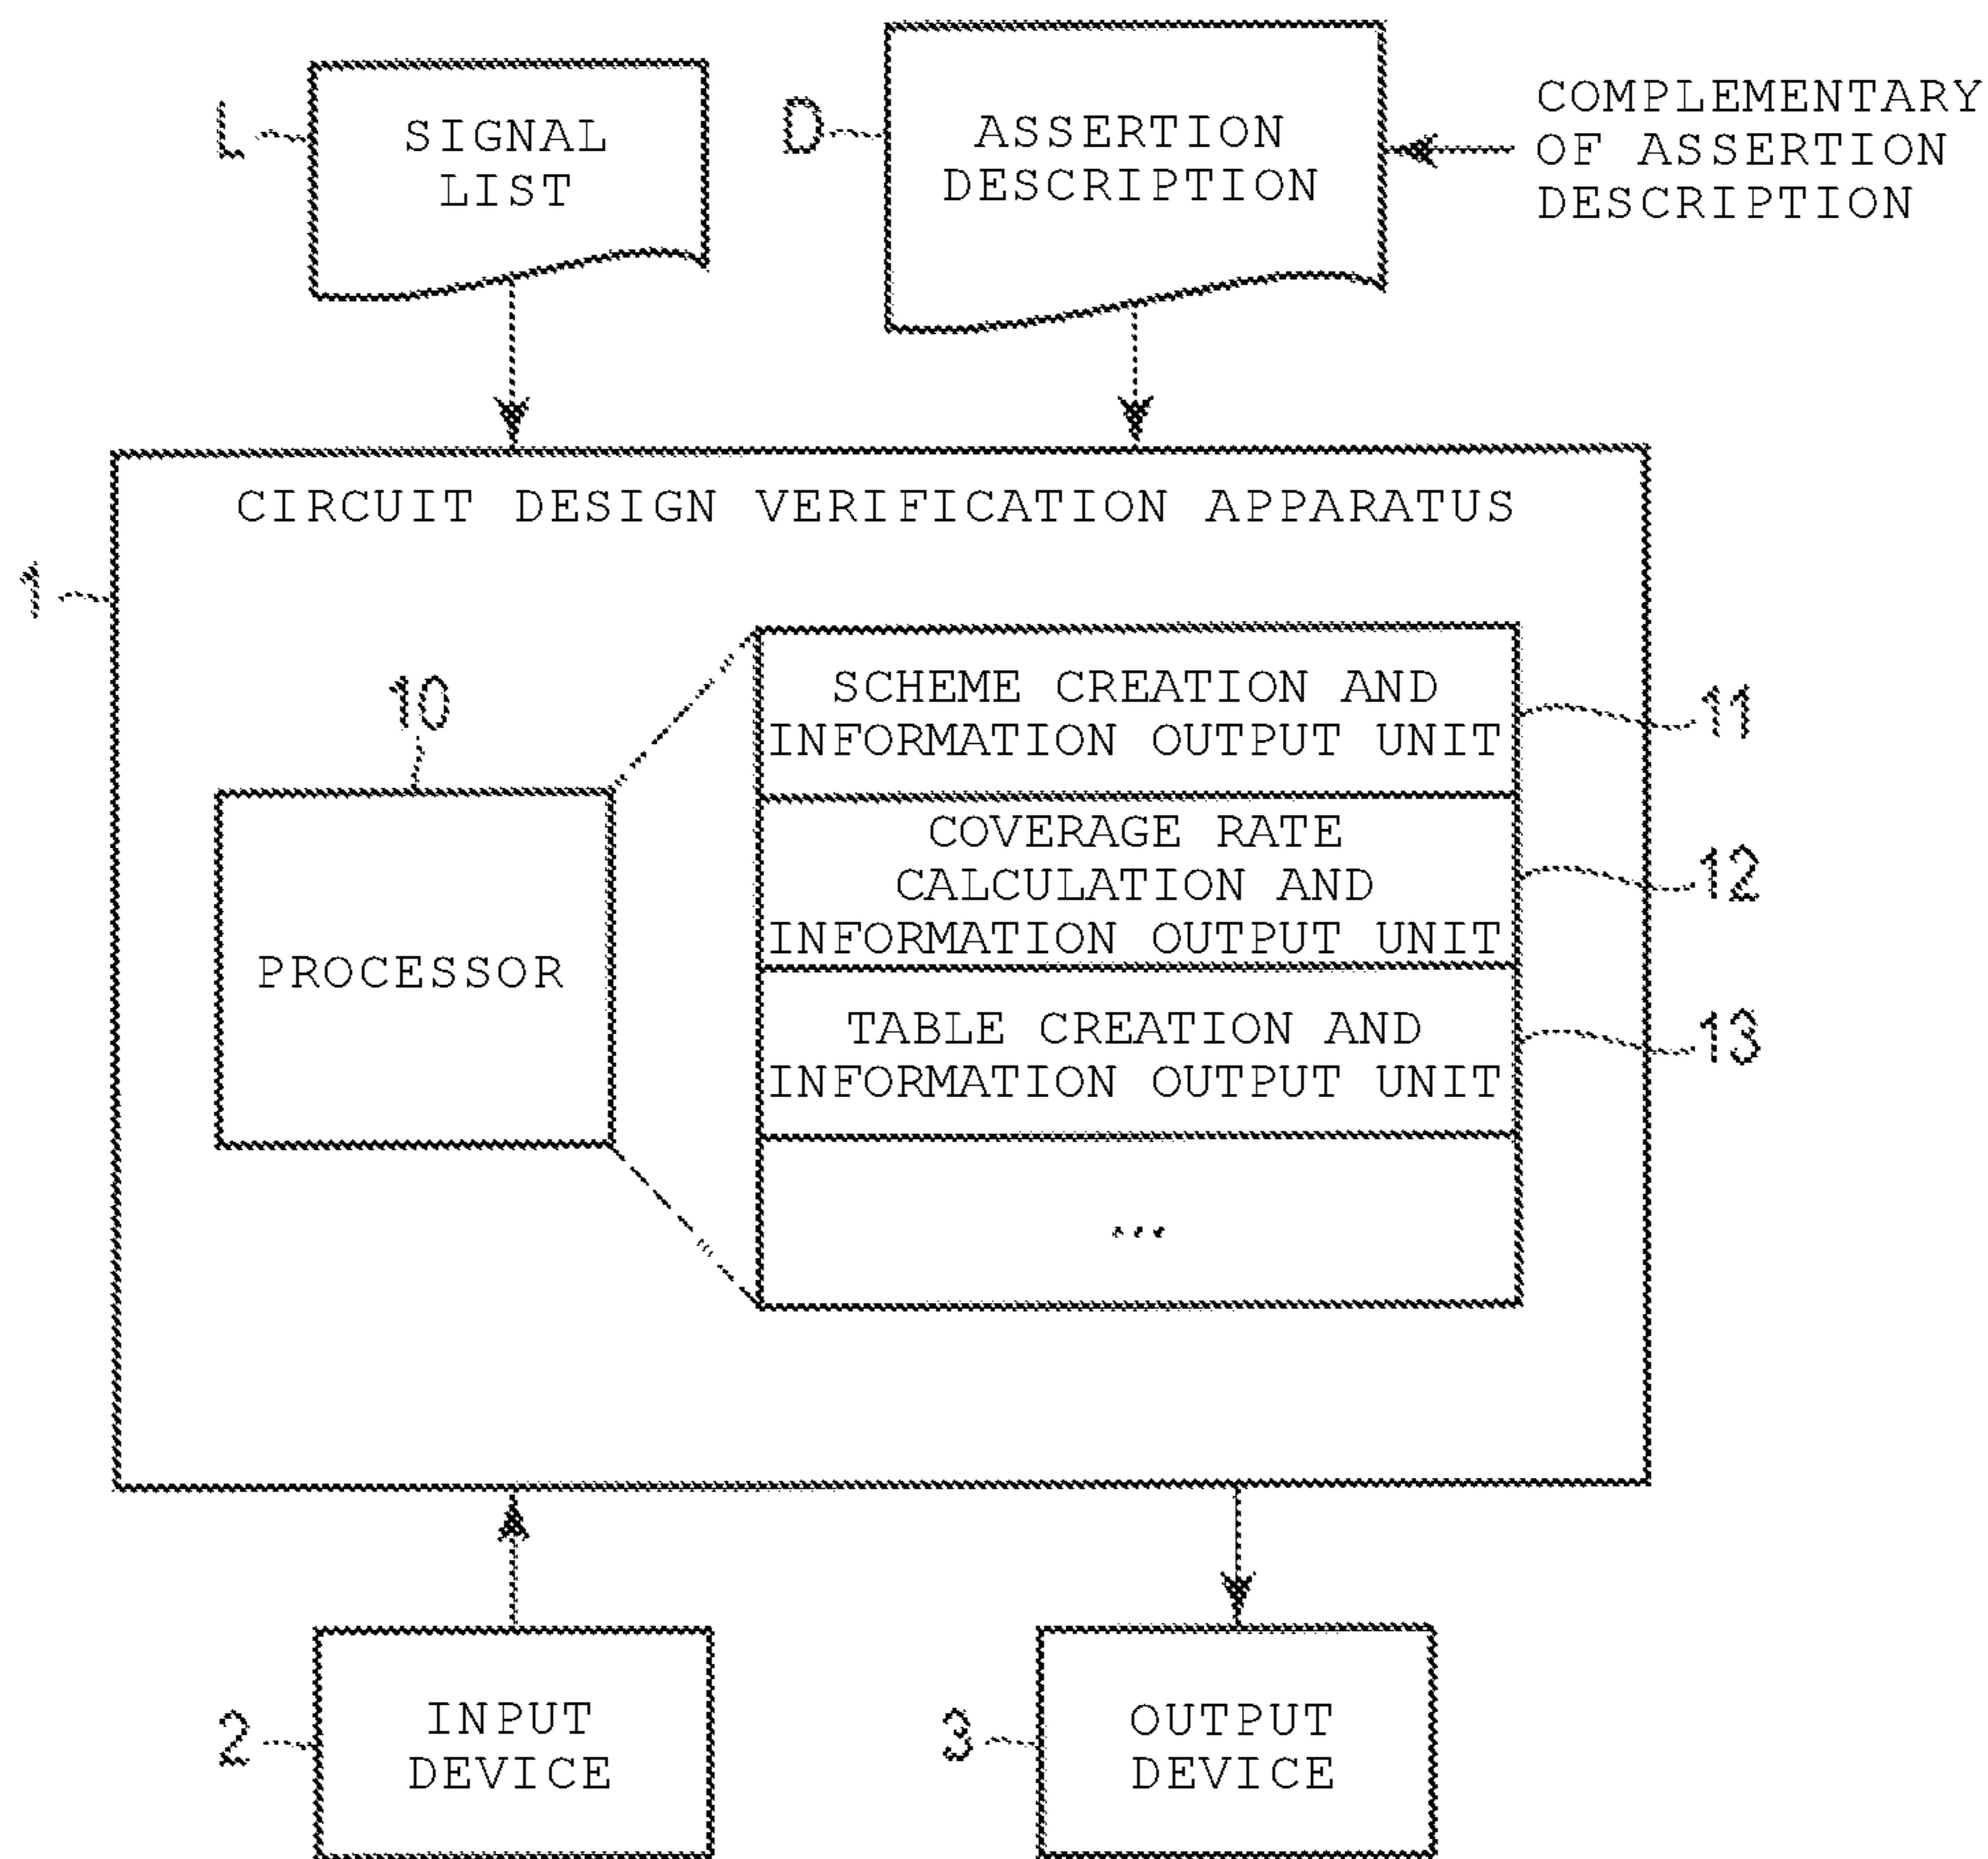 L
SIGNAL
LIST
D
ASSERTION
DESCRIPTION
COMPLEMENTARY
OF ASSERTION
DESCRIPTION
CIRCUIT DESIGN VERIFICATION APPARATUS
1
10
PROCESSOR
SCHEME CREATION AND
INFORMATION OUTPUT UNIT
11
COVERAGE RATE
CALCULATION AND
INFORMATION OUTPUT UNIT
12
TABLE CREATION AND
INFORMATION OUTPUT UNIT
13
...
2
INPUT
DEVICE
3
OUTPUT
DEVICE